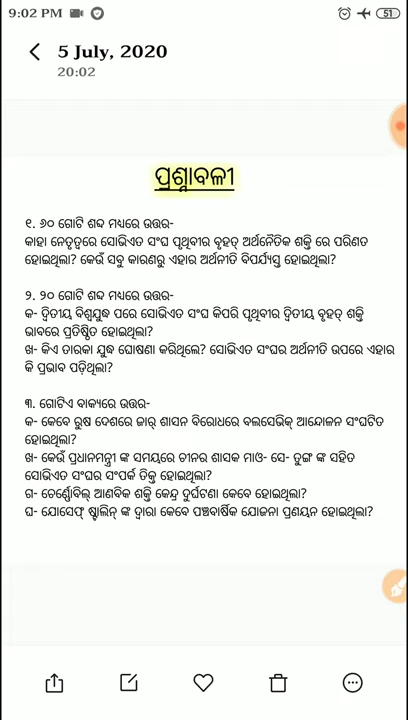 9:02 PM
51
5 July, 2020
20:02
ପ୍ରଶ୍ନାବଳୀ
୧. ୬୦ ଗୋଟି ଶବ୍ଦ ମଧ୍ୟରେ ଉତ୍ତର-
କାହା ନେତୃତ୍ୱରେ ସୋଭିଏତ ସଂଘ ପୃଥିବୀର ବୃହତ୍ ଅର୍ଥନୈତିକ ଶକ୍ତି ରେ ପରିଣତ
ହୋଇଥିଲା? କେଉଁ ସବୁ କାରଣରୁ ଏହାର ଅର୍ଥନୀତି ବିପର୍ଯ୍ୟସ୍ତ ହୋଇଥିଲା?
୨. ୨୦ ଗୋଟି ଶବ୍ଦ ମଧ୍ୟରେ ଉତ୍ତର-
କ- ଦ୍ୱିତୀୟ ବିଶ୍ୱଯୁଦ୍ଧ ପରେ ସୋଭିଏତ ସଂଘ କିପରି ପୃଥିବୀର ଦ୍ୱିତୀୟ ବୃହତ୍ ଶକ୍ତି
ଭାବରେ ପ୍ରତିଷ୍ଠିତ ହୋଇଥିଲା?
ଖ- କିଏ ତାରକା ଯୁଦ୍ଧ ଘୋଷଣା କରିଥିଲେ? ସୋଭିଏତ ସଂଘର ଅର୍ଥନୀତି ଉପରେ ଏହାର
କି ପ୍ରଭାବ ପଡ଼ିଥିଲା?
୩. ଗୋଟିଏ ବାକ୍ୟରେ ଉତ୍ତର-
କ- କେବେ ରୁଷ ଦେଶରେ ଜାର୍ ଶାସନ ବିରୋଧରେ ବଲସେଭିକ୍ ଆନ୍ଦୋଳନ ସଂଘଟିତ
ହୋଇଥିଲା?
ଖ- କେଉଁ ପ୍ରଧାନମନ୍ତ୍ରୀ ଙ୍କ ସମୟରେ ଚୀନର ଶାସକ ମାଓ- ସେ- ତୁଙ୍ଗ ଙ୍କ ସହିତ
ସୋଭିଏତ ସଂଘର ସଂପର୍କ ତିକ୍ତ ହୋଇଥିଲା?
ଗ- ଚେର୍ଣ୍ଣୋବିଲ୍ ଆଣବିକ ଶକ୍ତି କେନ୍ଦ୍ର ଦୁର୍ଘଟଣା କେବେ ହୋଇଥିଲା?
ଘ- ଯୋସେଫ୍ ଷ୍ଟାଲିନ୍ ଙ୍କ ଦ୍ୱାରା କେବେ ପଞ୍ଚବାର୍ଷିକ ଯୋଜନା ପ୍ରଣୟନ ହୋଇଥିଲା?